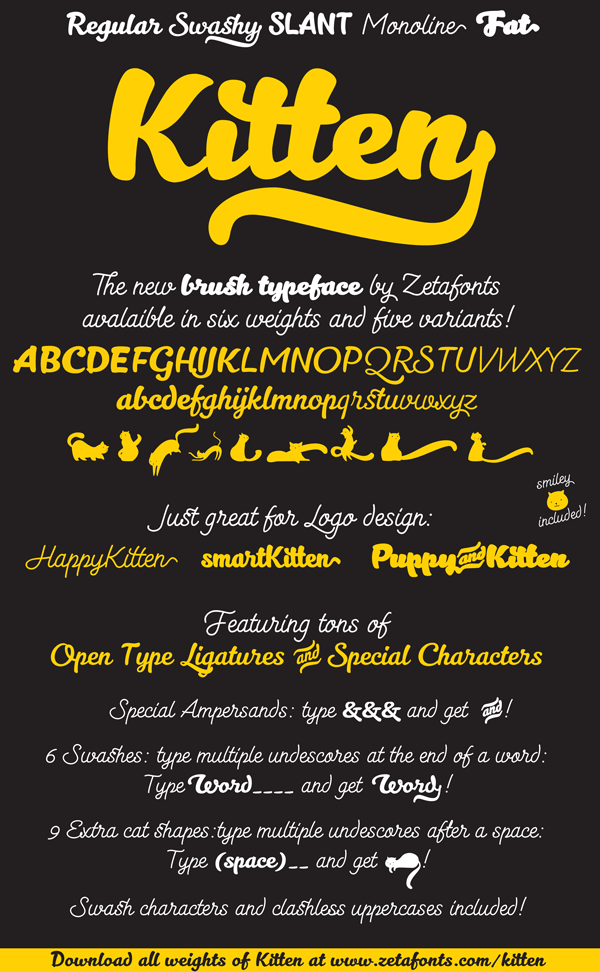 Regular Swashy SLANT Monoline Fat
Kitten
The new brush typeface by Zetafonts
avalaible in six weights and five variants!
ABCDEFGHIJKLMNOPQRSTUVWXYZ
abcdefghijklmnopqrstuvwxyz
smiley
included!
Just great for Logo design:
HappyKitten smartKitten Puppy and Kitten
Featuring tons of
Open Type Ligatures and Special Characters
Special Ampersands: type &&& and get and!
6 Swashes: type multiple undescores at the end of a word:
Type Word____ and get Word!
9 Extra cat shapes:type multiple undescores after a space:
Type (space)__ and get !
Swash characters and clashless uppercases included!
Download all weights of Kitten at www.zetafonts.com/kitten